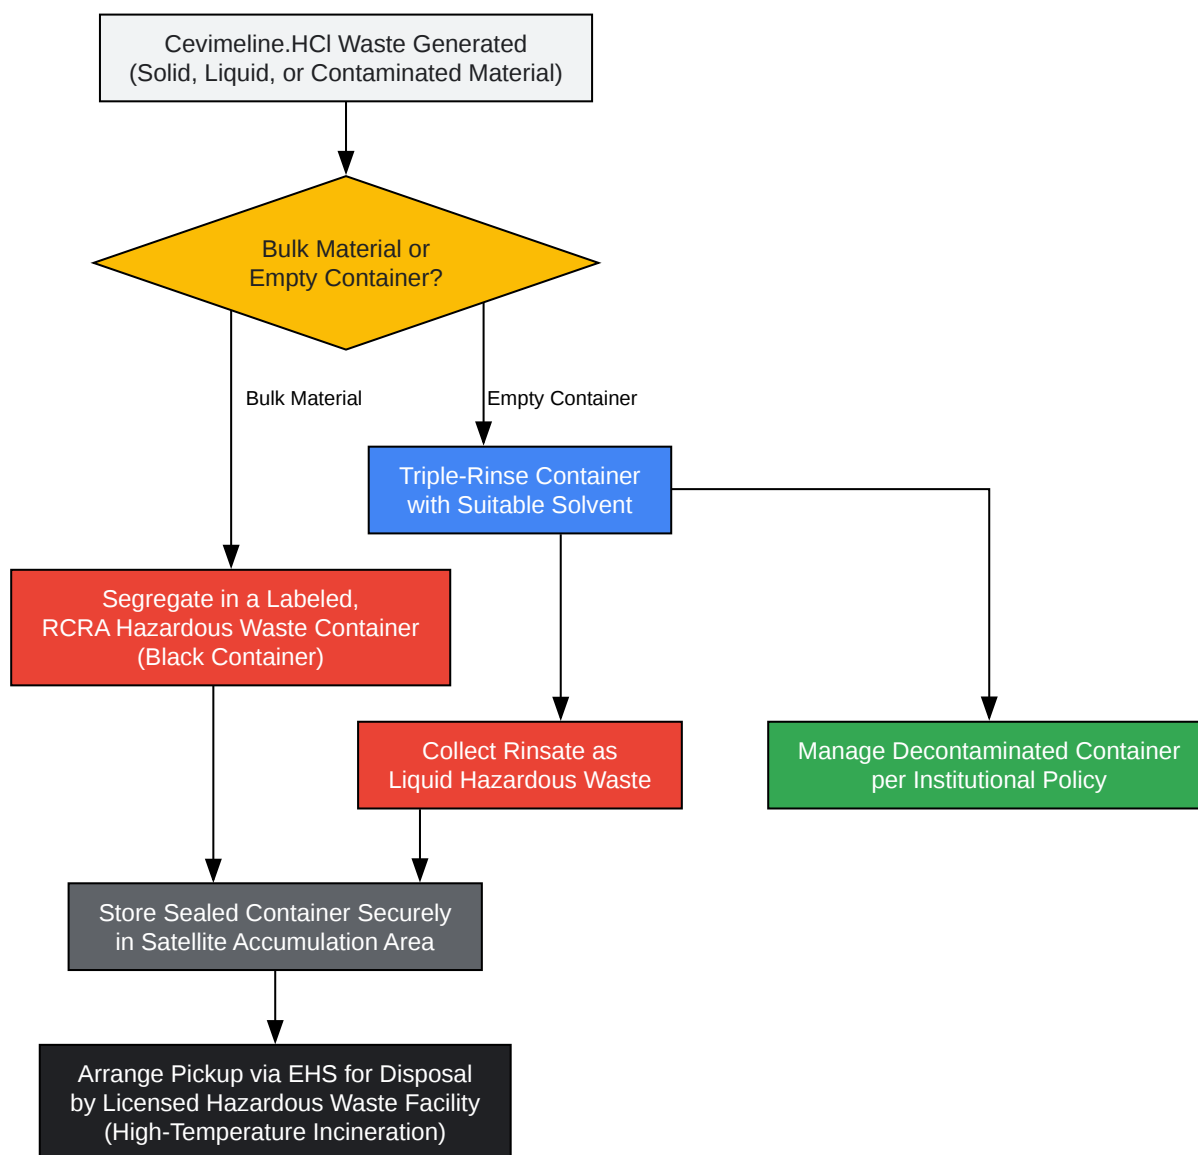 Cevimeline.HCl Waste Generated
(Solid, Liquid, or Contaminated Material)
Bulk Material or
Empty Container?
Bulk Material
Empty Container
Triple-Rinse Container
with Suitable Solvent
Segregate in a Labeled,
RCRA Hazardous Waste Container
(Black Container)
Collect Rinsate as
Liquid Hazardous Waste
Manage Decontaminated Container
per Institutional Policy
Store Sealed Container Securely
in Satellite Accumulation Area
Arrange Pickup via EHS for Disposal
by Licensed Hazardous Waste Facility
(High-Temperature Incineration)